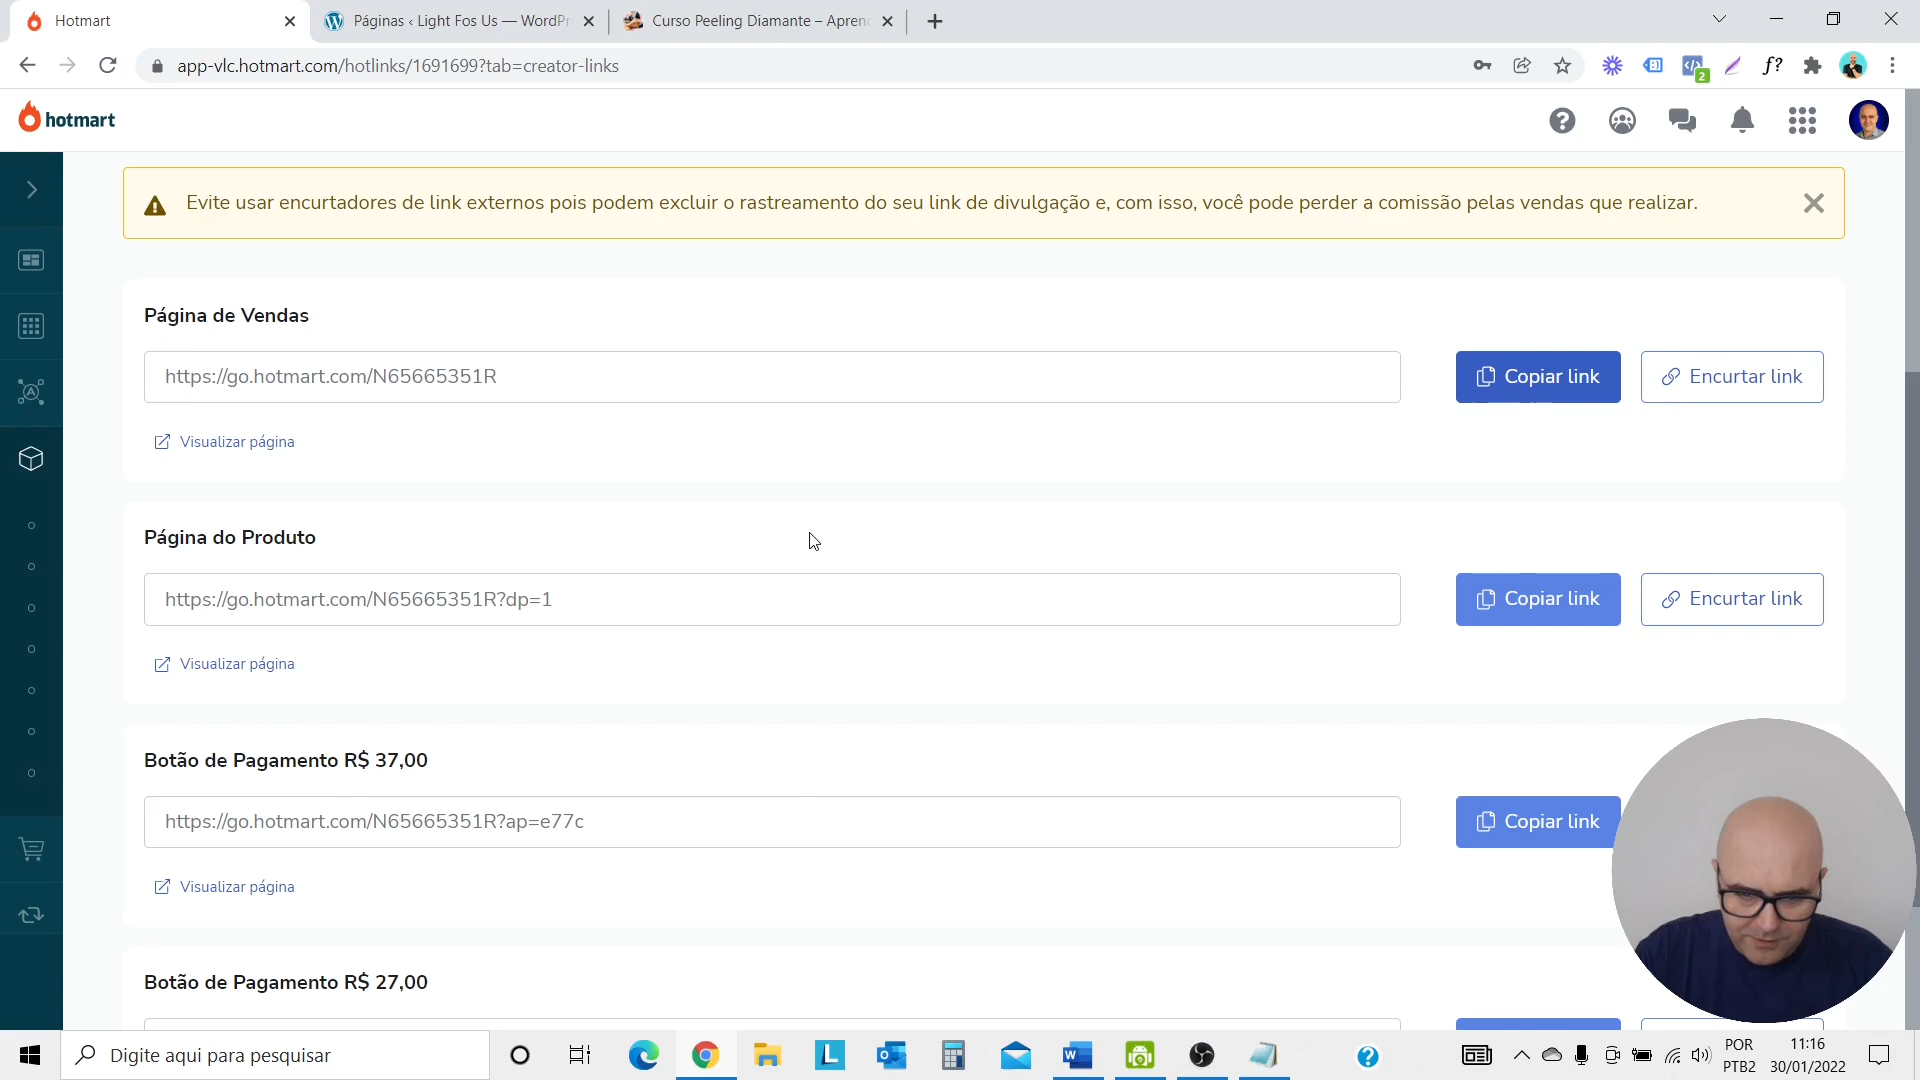 Hotmart
Páginas ‹ Light Fos Us — WordPr
Curso Peeling Diamante – Apren
app-vlc.hotmart.com/hotlinks/1691699?tab=creator-links
f?
2
hotmart
Evite usar encurtadores de link externos pois podem excluir o rastreamento do seu link de divulgação e, com isso, você pode perder a comissão pelas vendas que realizar.
Página de Vendas
https://go.hotmart.com/N65665351R
Copiar link
Encurtar link
Visualizar página
Página do Produto
https://go.hotmart.com/N65665351R?dp=1
Copiar link
Encurtar link
Visualizar página
Botão de Pagamento R$ 37,00
https://go.hotmart.com/N65665351R?ap=e77c
Copiar link
Visualizar página
Botão de Pagamento R$ 27,00
Digite aqui para pesquisar
POR
PTB2
11:16
30/01/2022